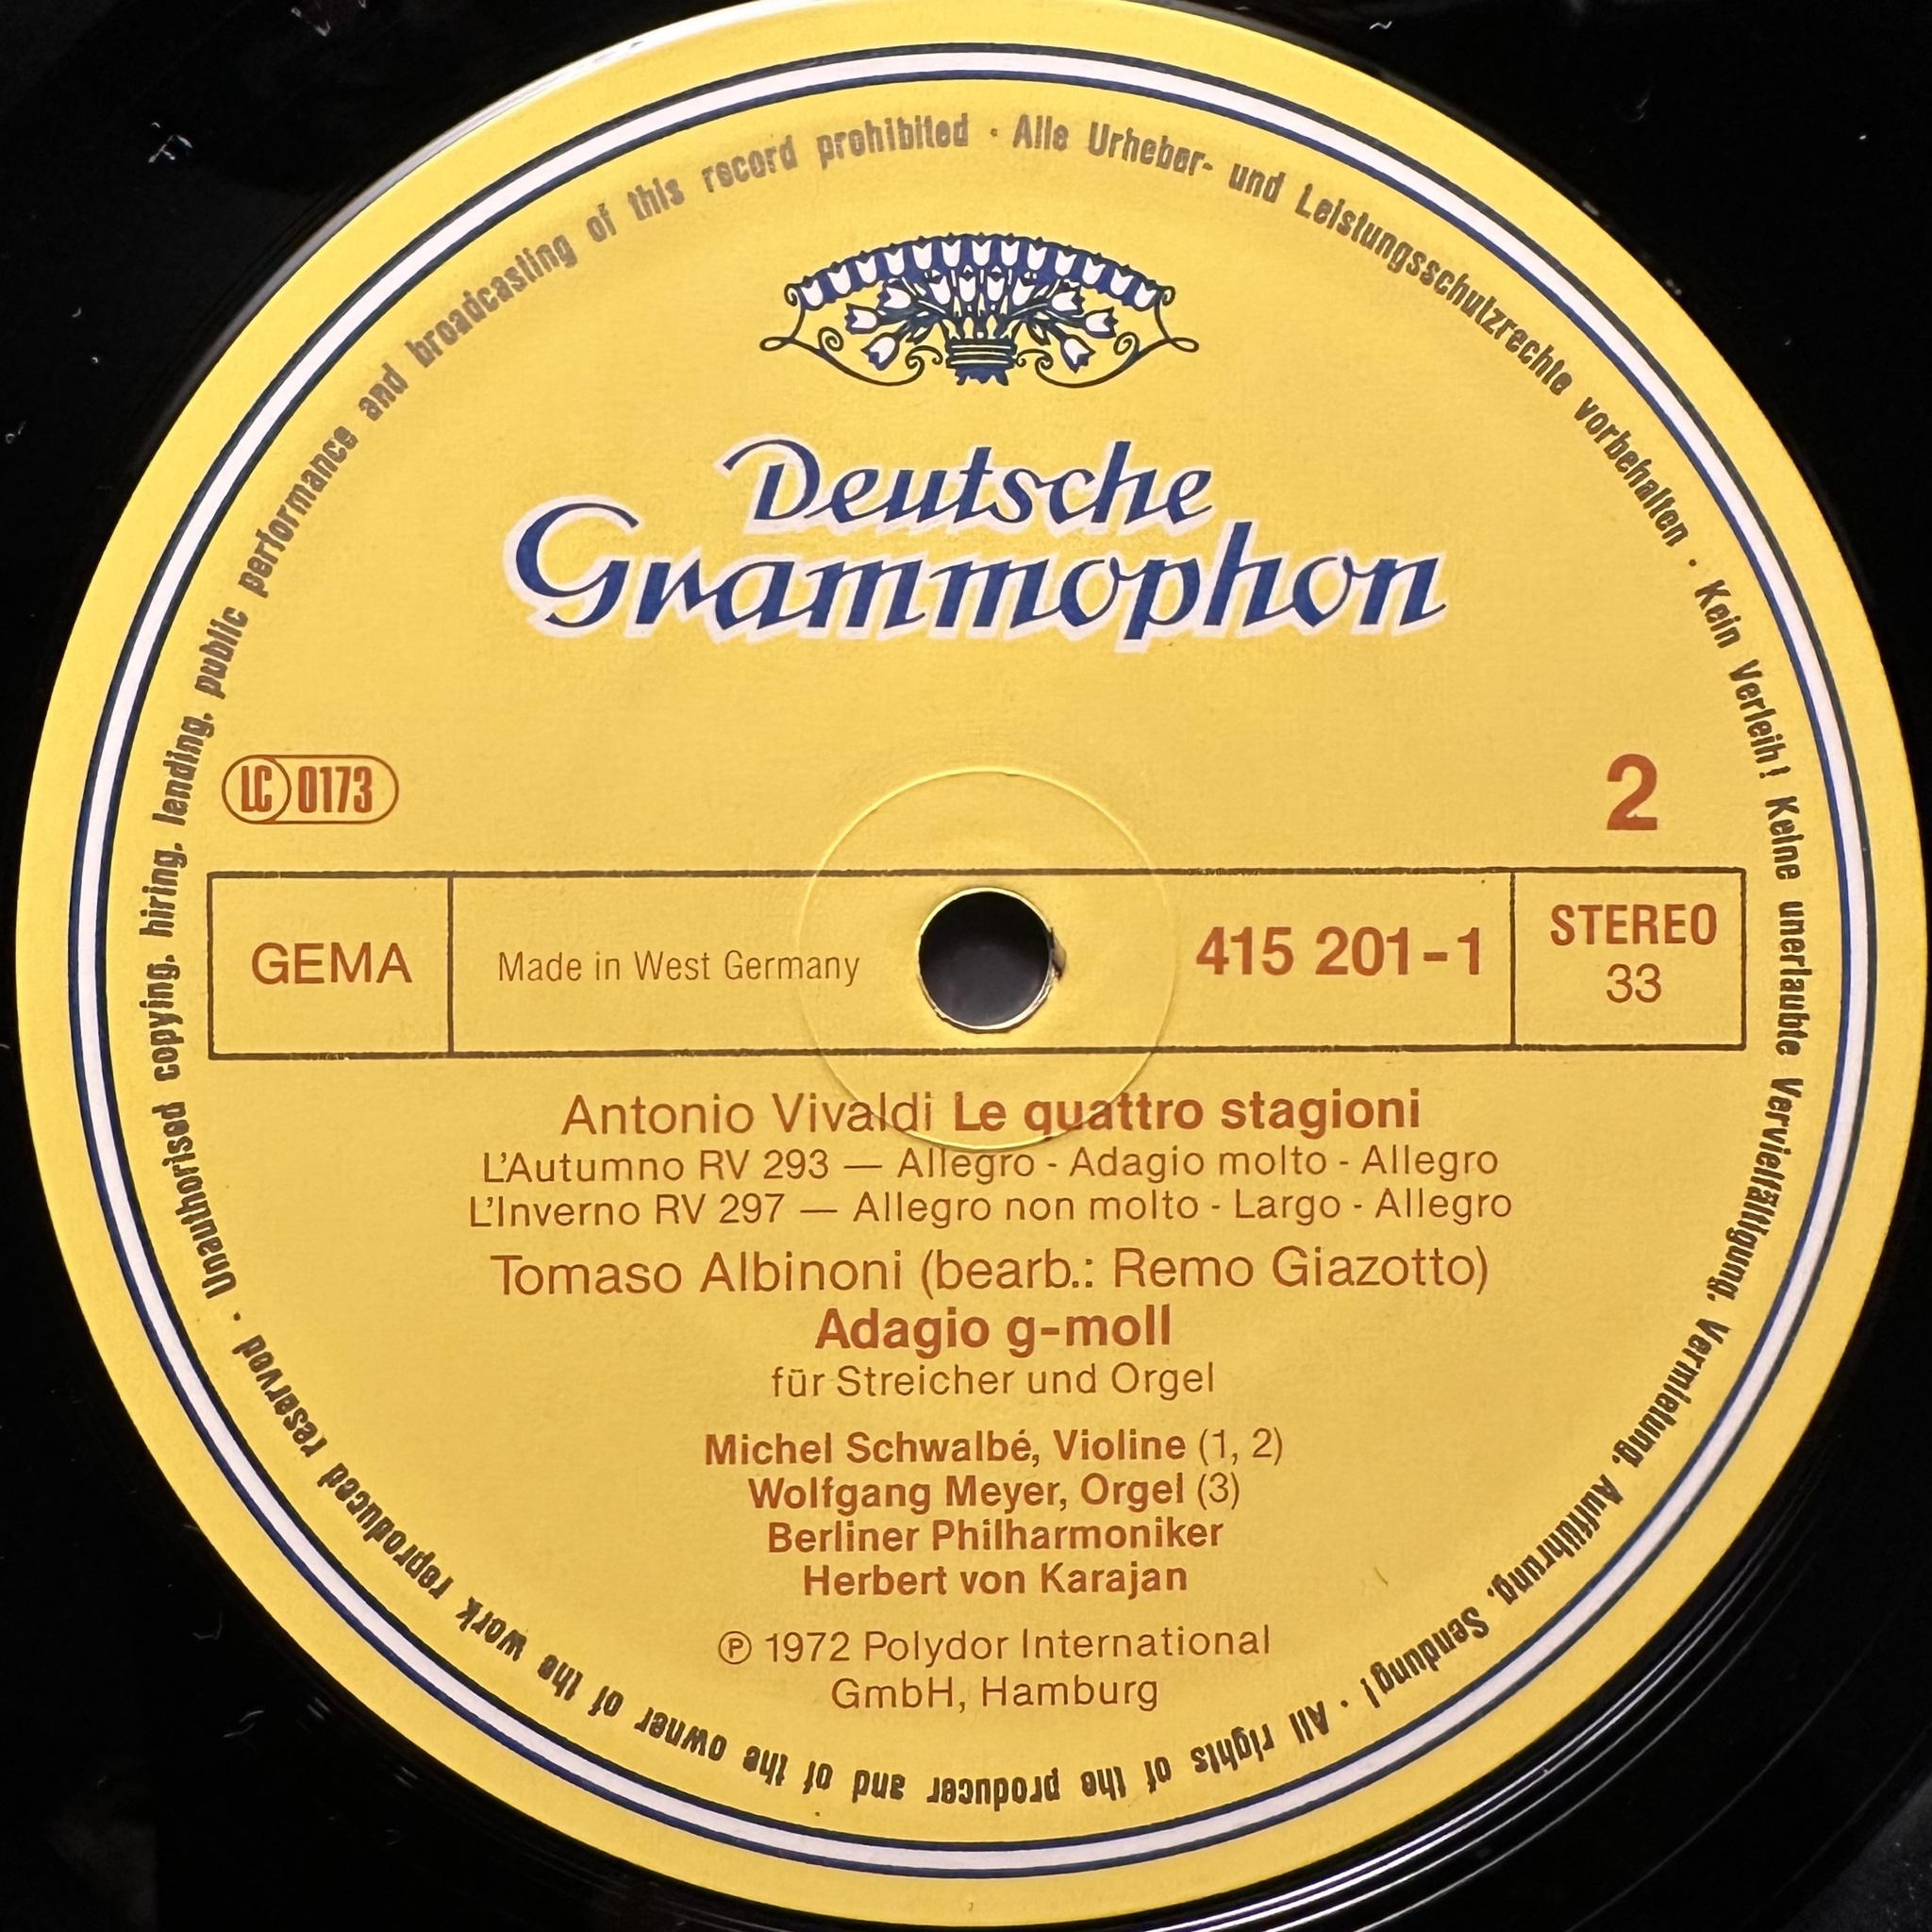 Deutsche
Grammophon
LC 0173
2
GEMA
Made in West Germany
415 201-1
STEREO
33
Antonio Vivaldi Le quattro stagioni
L'Autumno RV 293 — Allegro - Adagio molto - Allegro
L'Inverno RV 297 — Allegro non molto - Largo - Allegro
Tomaso Albinoni (bearb.: Remo Giazotto)
Adagio g-moll
für Streicher und Orgel
Michel Schwalbé, Violine (1, 2)
Wolfgang Meyer, Orgel (3)
Berliner Philharmoniker
Herbert von Karajan
℗ 1972 Polydor International
GmbH, Hamburg
Alle Urheber- und Leistungsschutzrechte vorbehalten · Kein Verleih! Keine unerlaubte Vervielfältigung, Vermietung, Aufführung, Sendung! · All rights of the producer and of the owner of the work reproduced reserved · Unauthorised copying, hiring, lending, public performance and broadcasting of this record prohibited ·